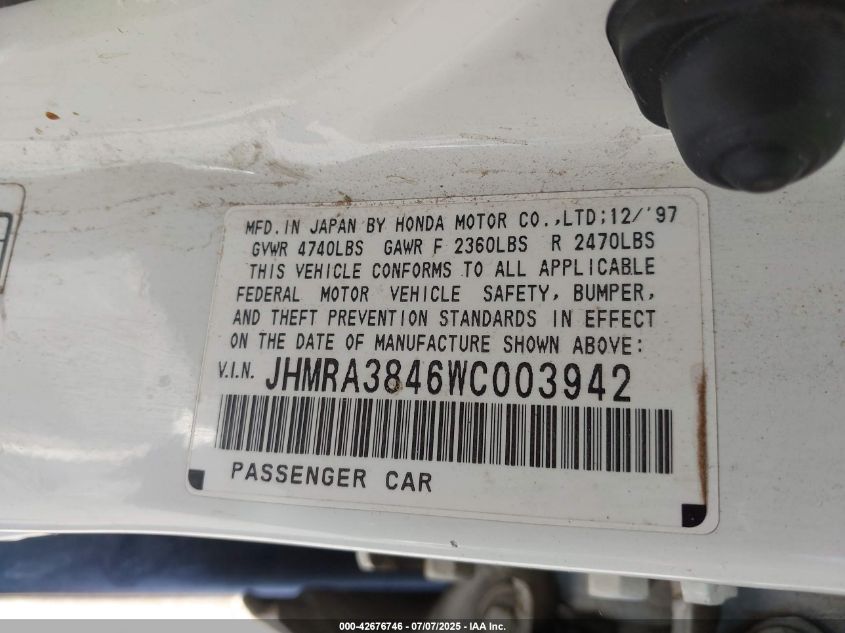 MFD. IN JAPAN BY HONDA MOTOR CO.,LTD;12/'97
GVWR 4740LBS GAWR F 2360LBS R 2470LBS
THIS VEHICLE CONFORMS TO ALL APPLICABLE
FEDERAL MOTOR VEHICLE SAFETY, BUMPER,
AND THEFT PREVENTION STANDARDS IN EFFECT
ON THE DATE OF MANUFACTURE SHOWN ABOVE:
V.I.N. JHMRA3846WC003942
PASSENGER CAR
000-42676746 - 07/07/2025 - IAA Inc.